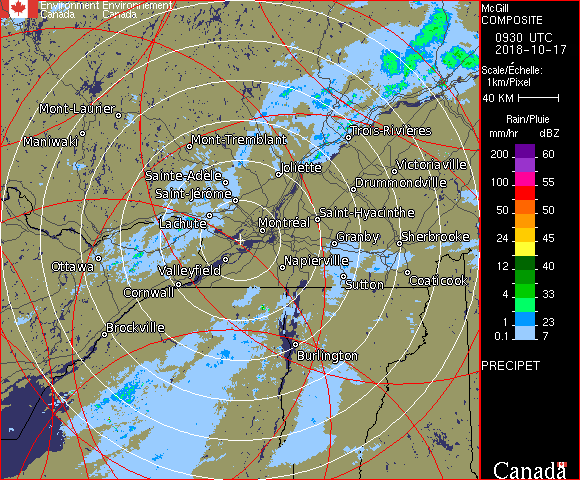 Environment Environnement
Canada Canada
McGill
COMPOSITE
0930 UTC
2018-10-17
Scale/Échelle:
1km/Pixel
40 KM
Rain/Pluie
mm/hr dBZ
200 60
100 55
50 50
24 45
12 40
4 33
2 23
0.1 7
PRECIPET
Canada
Mont-Laurier
Maniwaki
Mont-Tremblant
Trois-Rivières
Sainte-Adèle
Joliette
Victoriaville
Saint-Jérôme
Drummondville
Lachute
Saint-Hyacinthe
Montréal
Granby
Sherbrooke
Ottawa
Valleyfield
Napierville
Cornwall
Sutton
Coaticook
Brockville
Burlington